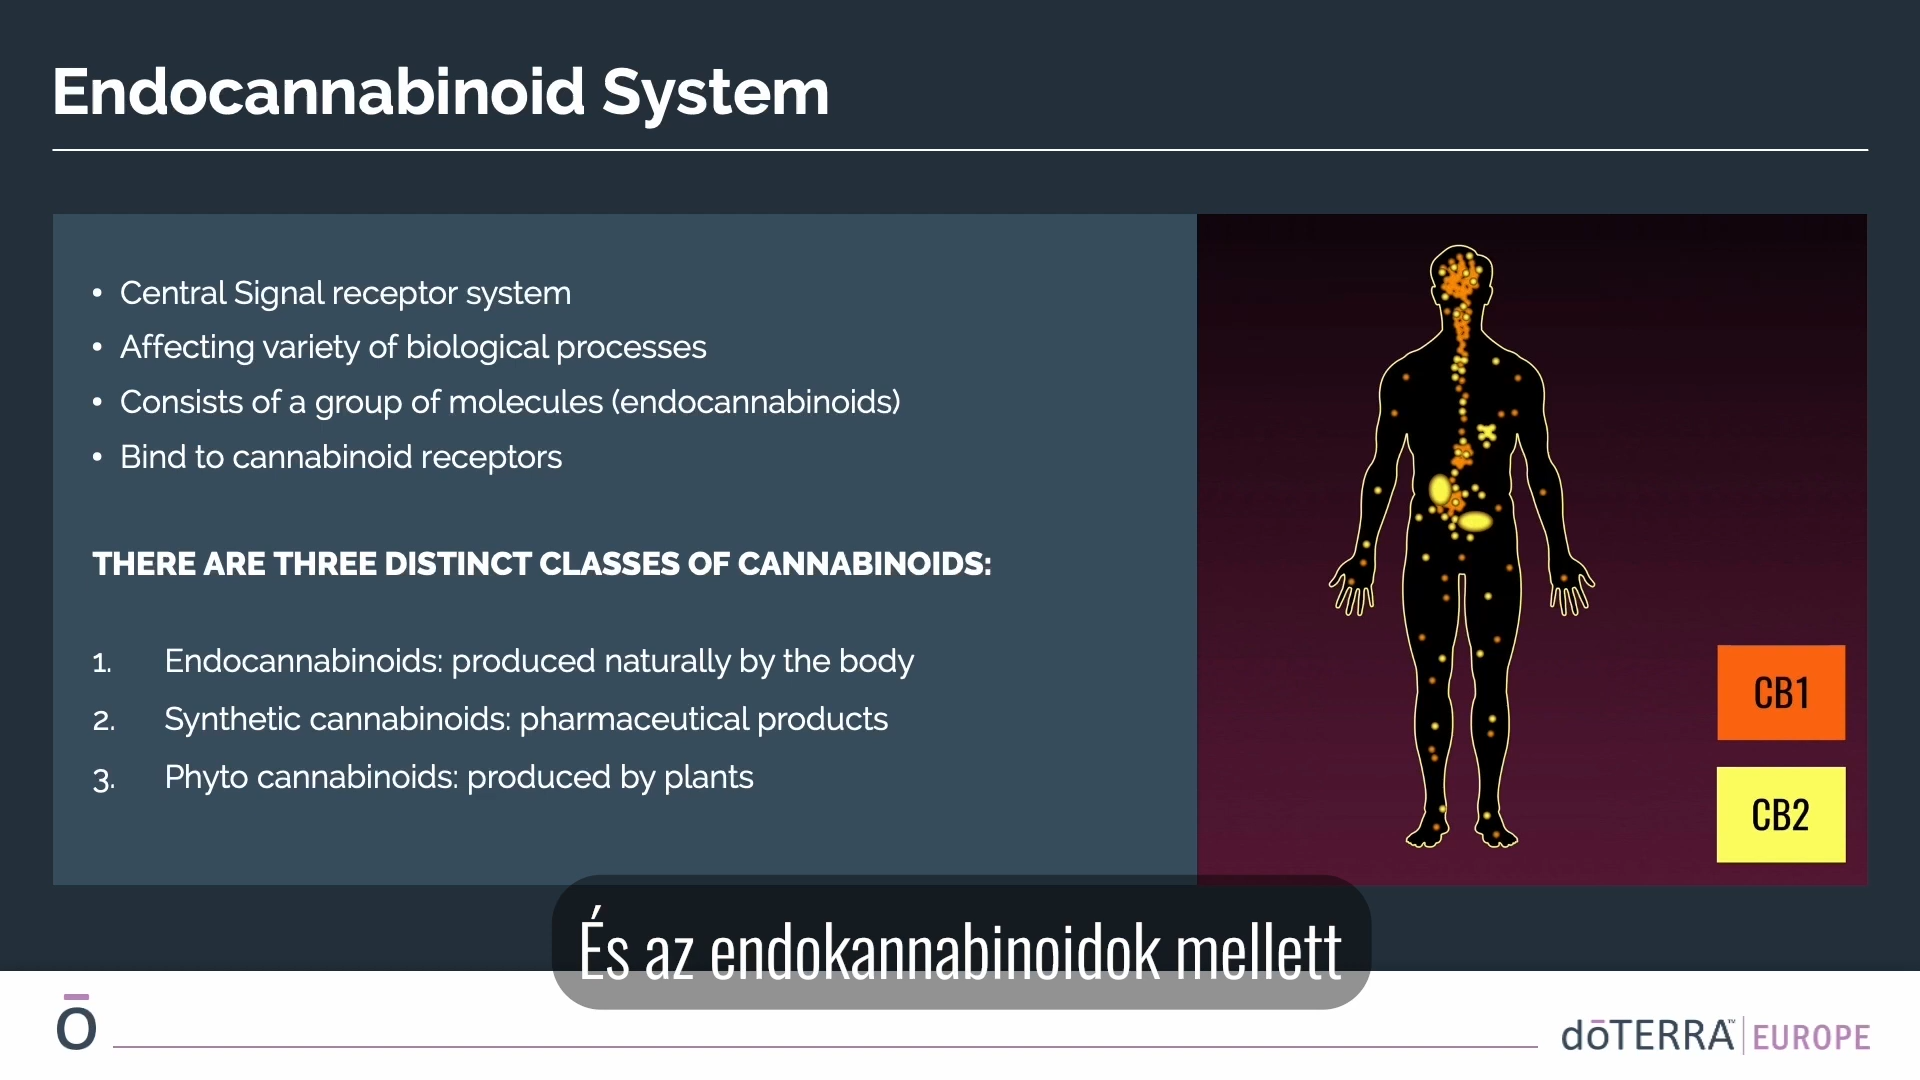 Endocannabinoid System
• Central Signal receptor system
• Affecting variety of biological processes
• Consists of a group of molecules (endocannabinoids)
• Bind to cannabinoid receptors
THERE ARE THREE DISTINCT CLASSES OF CANNABINOIDS:
1. Endocannabinoids: produced naturally by the body
2. Synthetic cannabinoids: pharmaceutical products
3. Phyto cannabinoids: produced by plants
CB1
CB2
És az endokannabinoidok mellett
ō
dōTERRA™ EUROPE